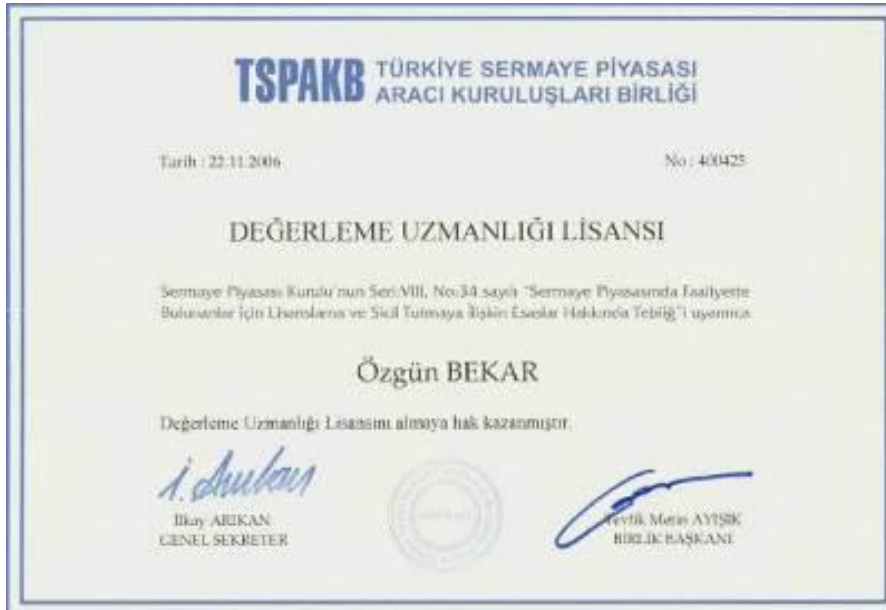 TSPAKB TÜRKİYE SERMAYE PİYASASI
ARACI KURULUŞLARI BİRLİĞİ
Tarih : 22.11.2006
No : 400425
DEĞERLEME UZMANLIĞI LİSANSI
Sermaye Piyasası Kurulu'nun Seri:VIII, No:34 sayılı "Sermaye Piyasasında Faaliyette
Bulunanlar İçin Lisanslama ve Sicil Tutmaya İlişkin Esaslar Hakkında Tebliğ"i uyarınca
Özgün BEKAR
Değerleme Uzmanlığı Lisansını almaya hak kazanmıştır.
İlkay ARIKAN
GENEL SEKRETER
Tevfik Metin AYIŞIK
BİRLİK BAŞKANI